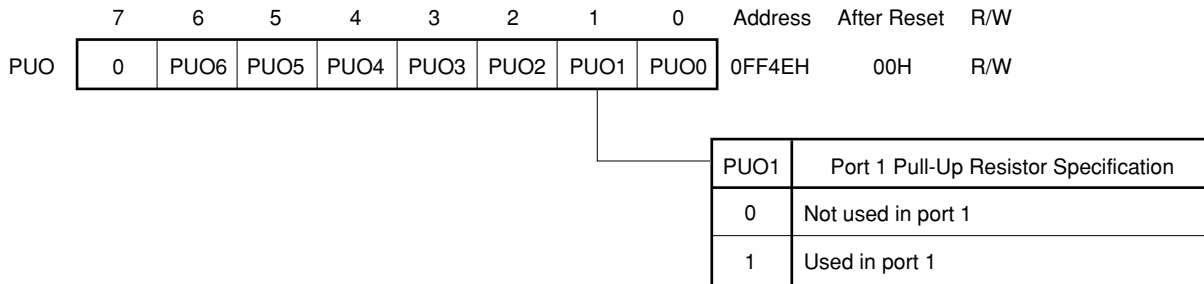 7 6 5 4 3 2 1 0 Address After Reset R/W
PUO 0 PUO6 PUO5 PUO4 PUO3 PUO2 PUO1 PUO0 0FF4EH 00H R/W
PUO1 Port 1 Pull-Up Resistor Specification
0 Not used in port 1
1 Used in port 1